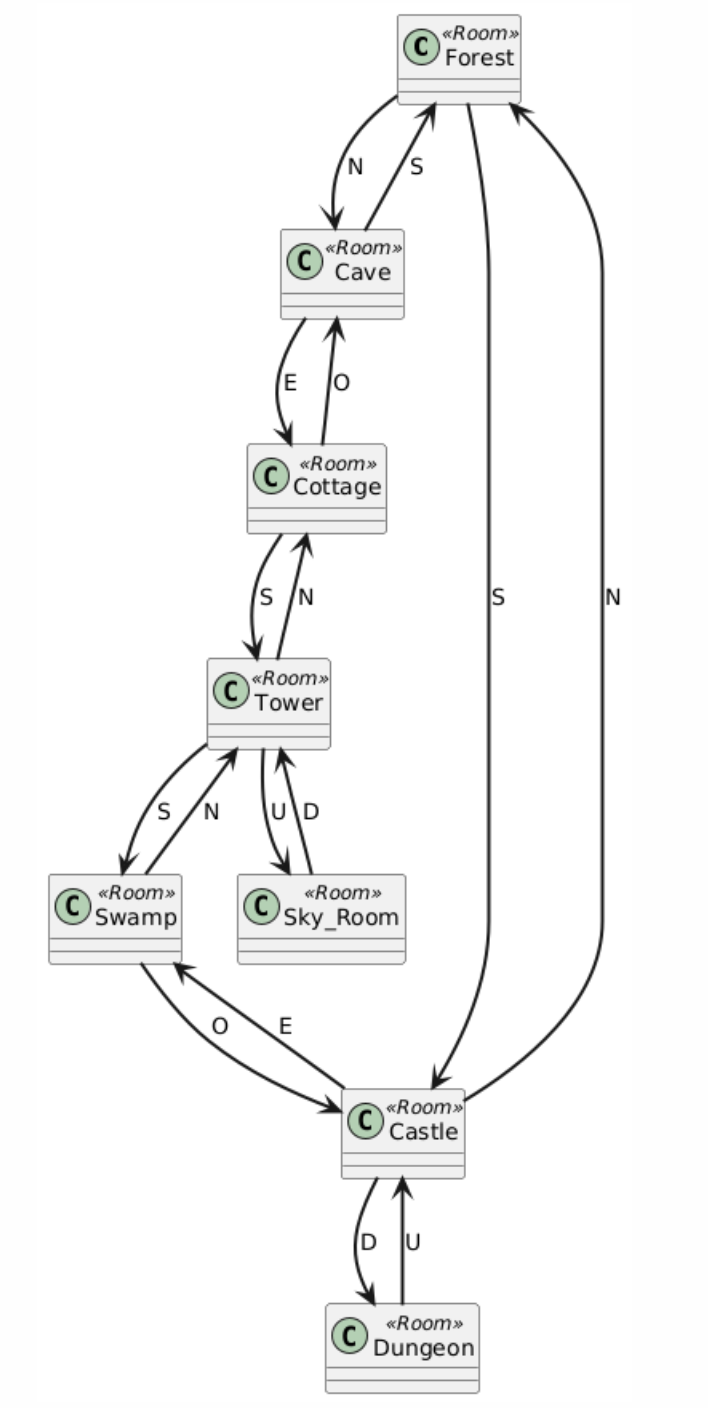 C «Room»
Forest
N S
C «Room»
Cave
E O
C «Room»
Cottage
S N S N
C «Room»
Tower
S N U D
C «Room» C «Room»
Swamp Sky_Room
O E
C «Room»
Castle
D U
C «Room»
Dungeon